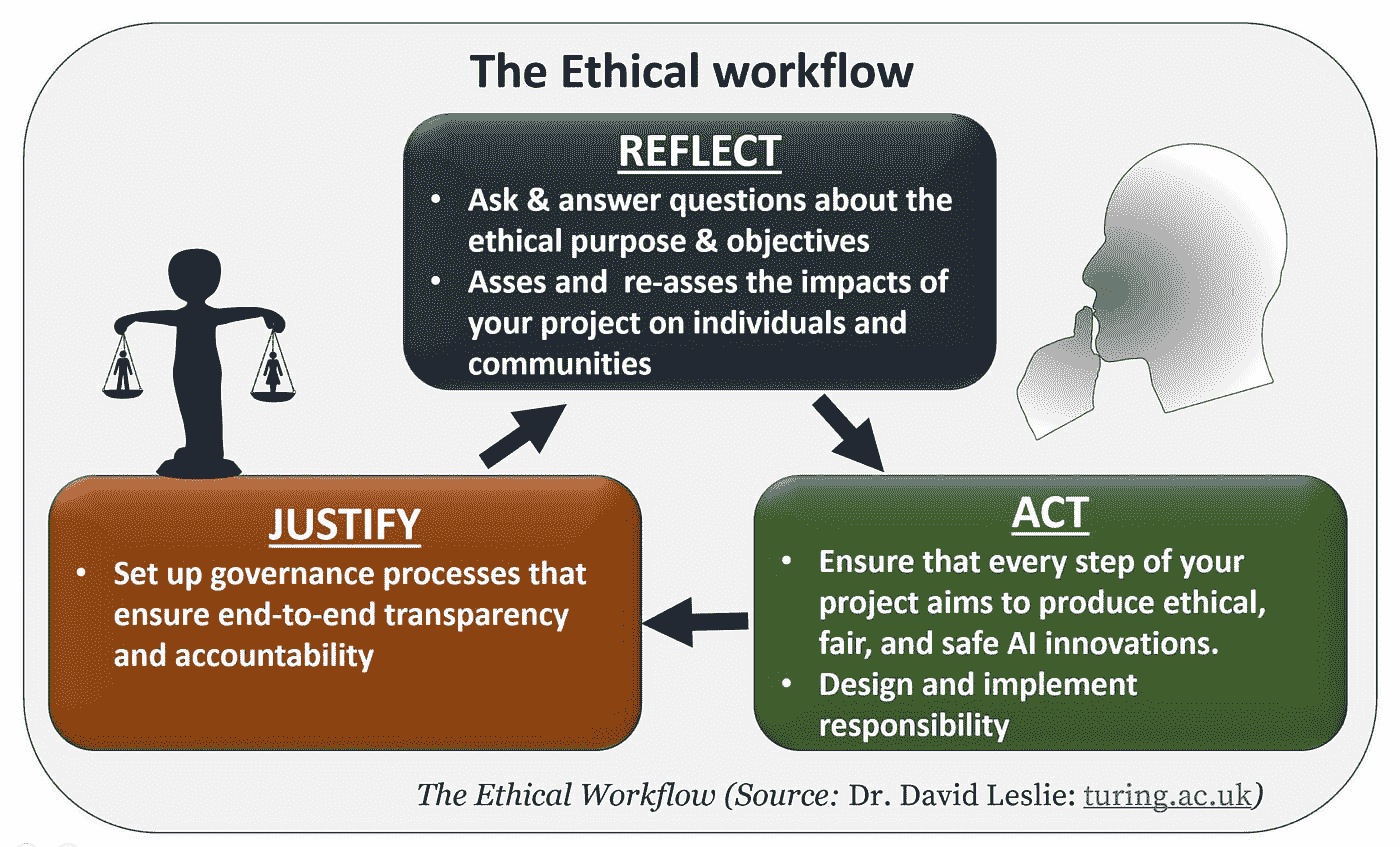 The Ethical workflow
REFLECT
• Ask & answer questions about the
ethical purpose & objectives
• Asses and  re-asses the impacts of
your project on individuals and
communities
JUSTIFY
• Set up governance processes that
ensure end-to-end transparency
and accountability
ACT
• Ensure that every step of your
project aims to produce ethical,
fair, and safe AI innovations.
• Design and implement
responsibility
The Ethical Workflow (Source: Dr. David Leslie: turing.ac.uk)